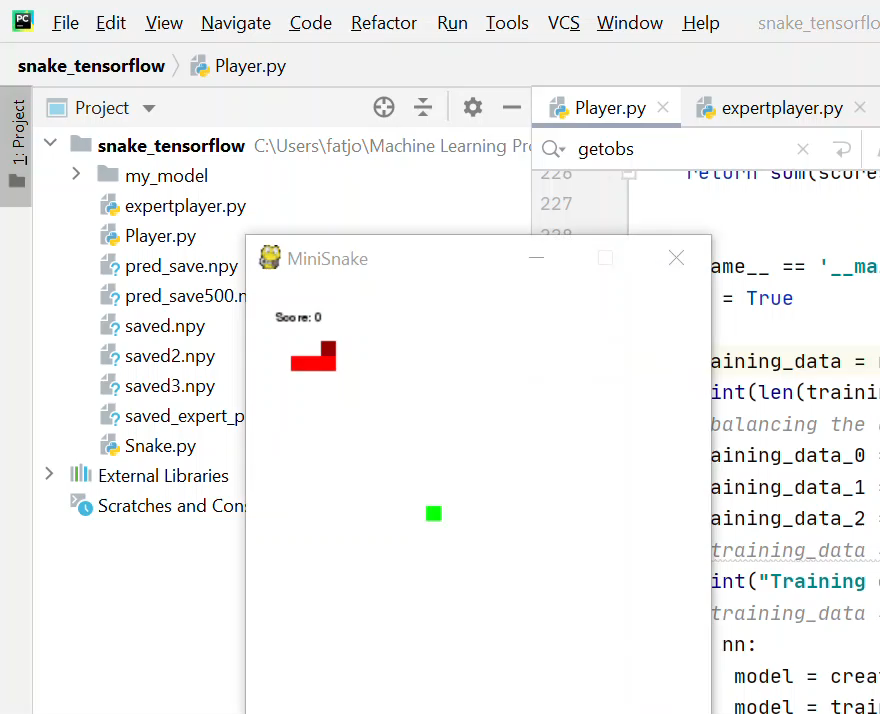 PC File Edit View Navigate Code Refactor Run Tools VCS Window Help snake_tensorflo
snake_tensorflow Player.py
1: Project
Project
Player.py expertplayer.py
snake_tensorflow C:\Users\fatjo\Machine Learning Pr
getobs
my_model
226 return sum(score
expertplayer.py
227
Player.py
228
pred_save.npy
pred_save500.n
saved.npy
saved2.npy
saved3.npy
saved_expert_p
Snake.py
External Libraries
Scratches and Con
MiniSnake
Score: 0
ame__ == '__ma
= True
aining_data =
int(len(traini
balancing the
aining_data_0 =
aining_data_1 =
aining_data_2 =
training_data
int("Training
training_data
nn:
model = crea
model = trai